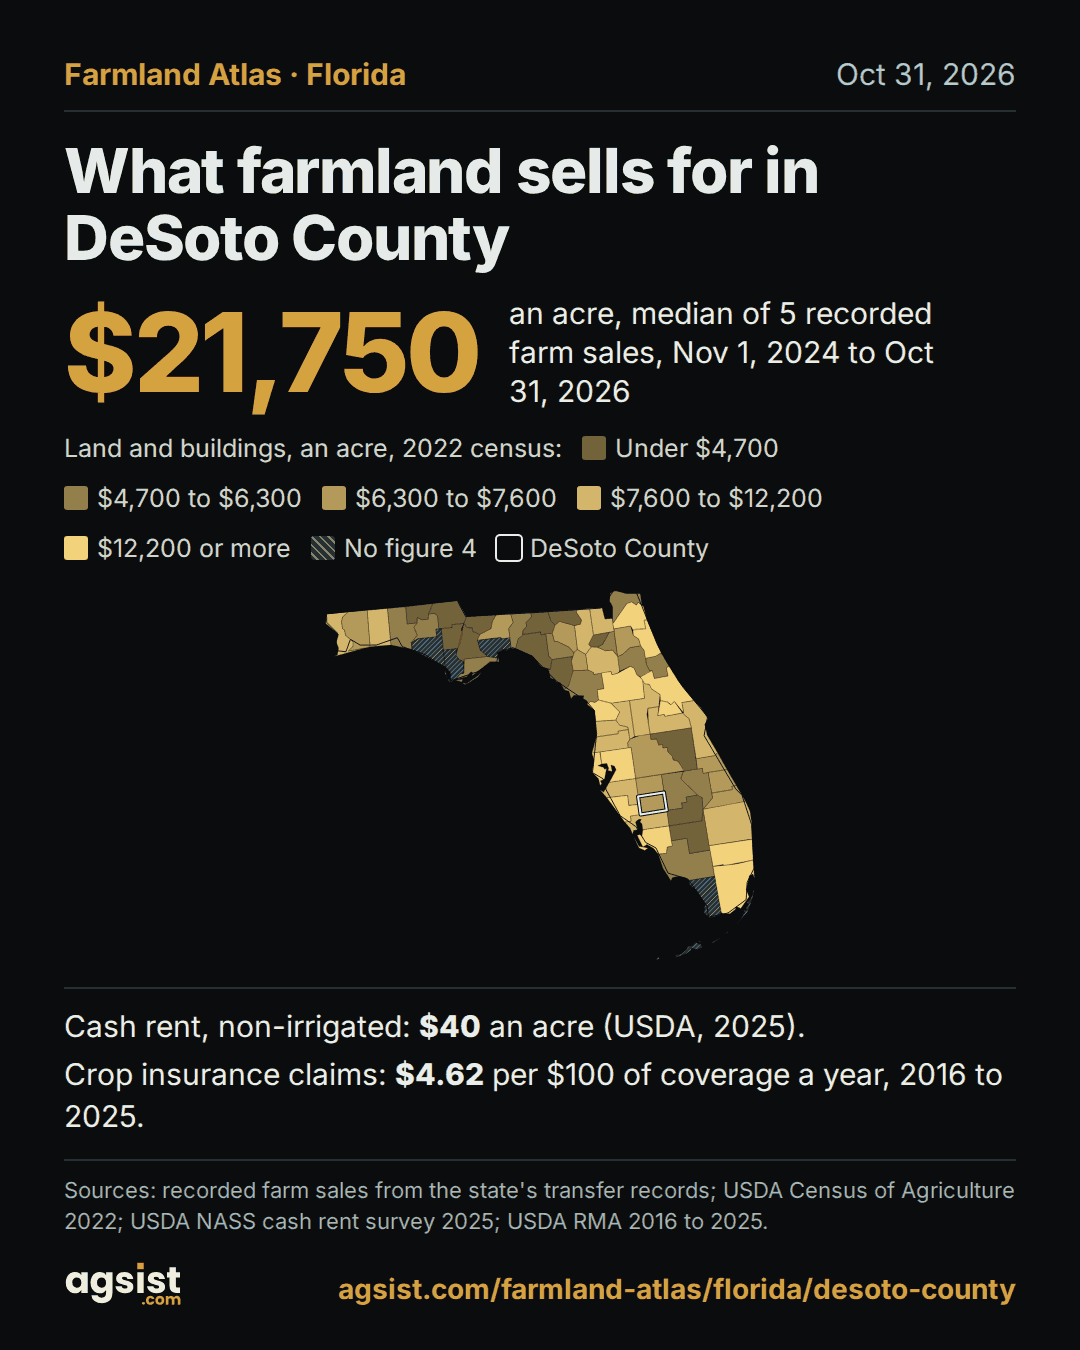 Farmland Atlas · Florida
Oct 31, 2026
What farmland sells for in
DeSoto County
$21,750
an acre, median of 5 recorded
farm sales, Nov 1, 2024 to Oct
31, 2026
Land and buildings, an acre, 2022 census: Under $4,700
$4,700 to $6,300 $6,300 to $7,600 $7,600 to $12,200
$12,200 or more No figure 4 DeSoto County
Cash rent, non-irrigated: $40 an acre (USDA, 2025).
Crop insurance claims: $4.62 per $100 of coverage a year, 2016 to
2025.
Sources: recorded farm sales from the state's transfer records; USDA Census of Agriculture
2022; USDA NASS cash rent survey 2025; USDA RMA 2016 to 2025.
agsist
.com
agsist.com/farmland-atlas/florida/desoto-county